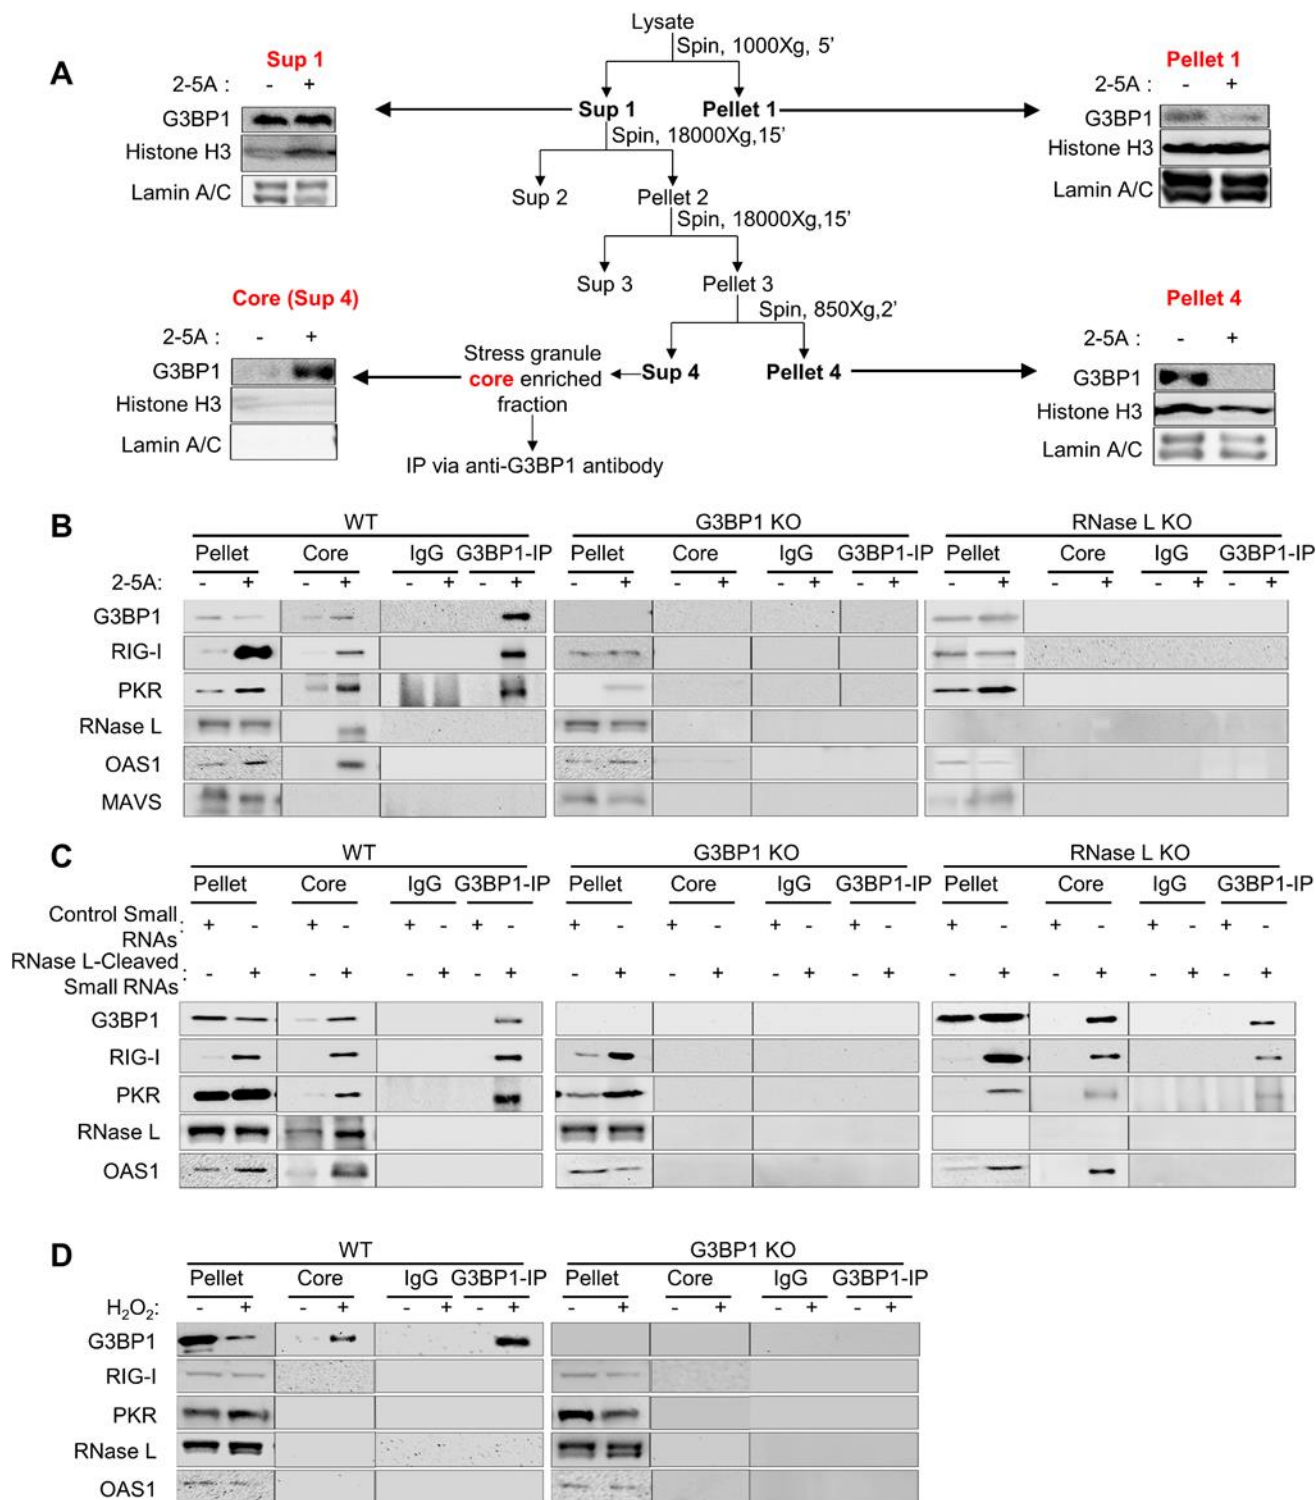 A
Lysate
Spin, 1000Xg, 5’
Sup 1
2-5A : - +
G3BP1
Histone H3
Lamin A/C
Sup 1 Pellet 1
Spin, 18000Xg,15’
Sup 2 Pellet 2
Spin, 18000Xg,15’
Sup 3 Pellet 3
Spin, 850Xg,2’
Sup 4 Pellet 4
Stress granule
core enriched
fraction
IP via anti-G3BP1 antibody
Pellet 1
2-5A : - +
G3BP1
Histone H3
Lamin A/C
Core (Sup 4)
2-5A : - +
G3BP1
Histone H3
Lamin A/C
Pellet 4
2-5A : - +
G3BP1
Histone H3
Lamin A/C
B
WT G3BP1 KO RNase L KO
Pellet Core IgG G3BP1-IP Pellet Core IgG G3BP1-IP Pellet Core IgG G3BP1-IP
2-5A: - + - + - + - + - + - + - + - + - + - + - + - +
G3BP1
RIG-I
PKR
RNase L
OAS1
MAVS
C
WT G3BP1 KO RNase L KO
Pellet Core IgG G3BP1-IP Pellet Core IgG G3BP1-IP Pellet Core IgG G3BP1-IP
Control Small
RNAs : + - + - + - + - + - + - + - + - + - + - + - + -
RNase L-Cleaved
Small RNAs : - + - + - + - + - + - + - + - + - + - + - + - +
G3BP1
RIG-I
PKR
RNase L
OAS1
D
WT G3BP1 KO
Pellet Core IgG G3BP1-IP Pellet Core IgG G3BP1-IP
H₂O₂: - + - + - + - + - + - + - + - +
G3BP1
RIG-I
PKR
RNase L
OAS1